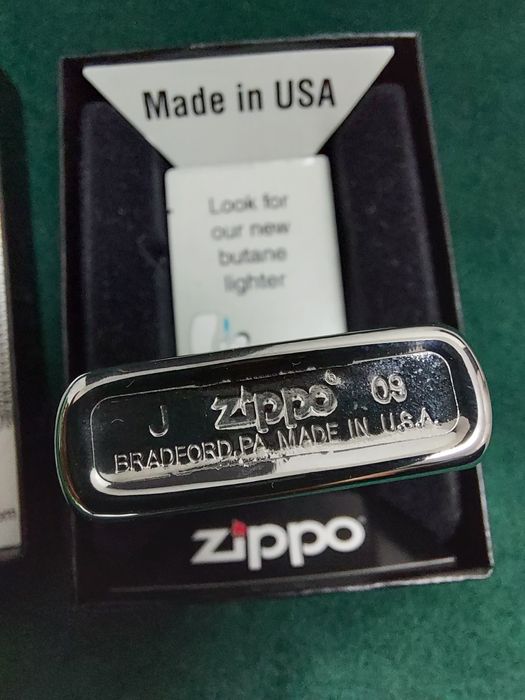 Made in USA
Look for
our new
butane
lighter
J zippo 09
BRADFORD, PA. MADE IN U.S.A.
zippo